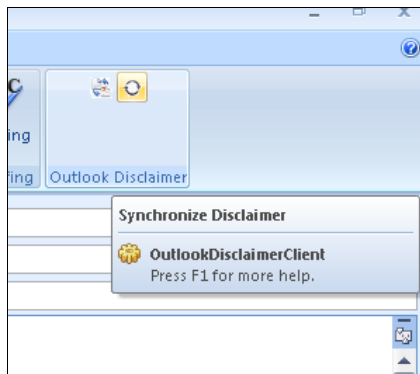 ing
fing
Outlook Disclaimer
Synchronize Disclaimer
OutlookDisclaimerClient
Press F1 for more help.